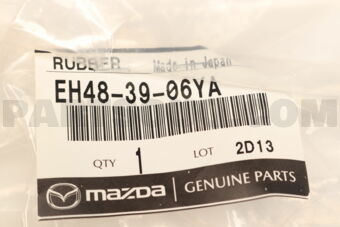 RUBBER
Made in Japan
EH48-39-06YA
QTY 1 LOT 2D13
mazda GENUINE PARTS